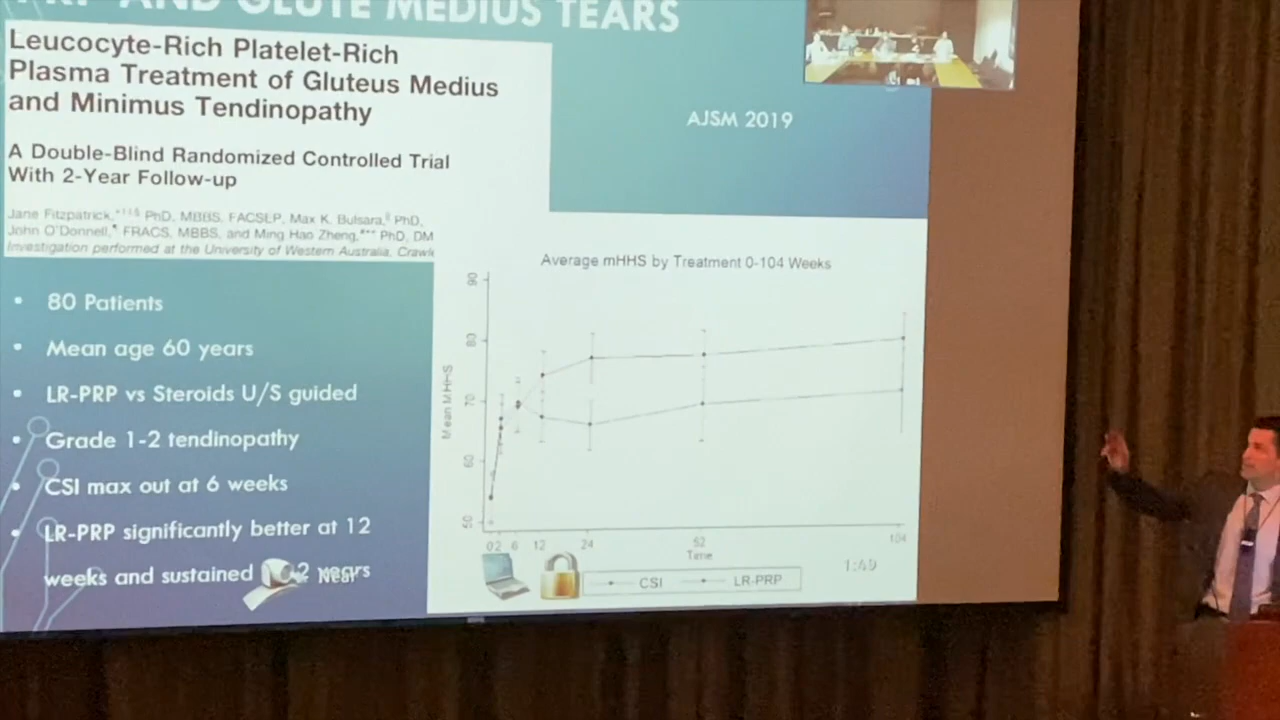 AND GLUTE MEDIUS TEARS
Leucocyte-Rich Platelet-Rich
Plasma Treatment of Gluteus Medius
and Minimus Tendinopathy
A Double-Blind Randomized Controlled Trial
With 2-Year Follow-up
Jane Fitzpatrick, PhD, MBBS, FACSEP, Max K. Bulsara, PhD,
John O'Donnell, FRACS, MBBS, and Ming Hao Zheng, PhD, DM
Investigation performed at the University of Western Australia,
AJSM 2019
• 80 Patients
• Mean age 60 years
• LR-PRP vs Steroids U/S guided
• Grade 1-2 tendinopathy
• CSI max out at 6 weeks
• LR-PRP significantly better at 12
weeks and sustained
Average mHHS by Treatment 0-104 Weeks
Mean MHHS
90
80
70
60
50
0 2 6 12 24 52 104
Time
CSI LR-PRP
1:49